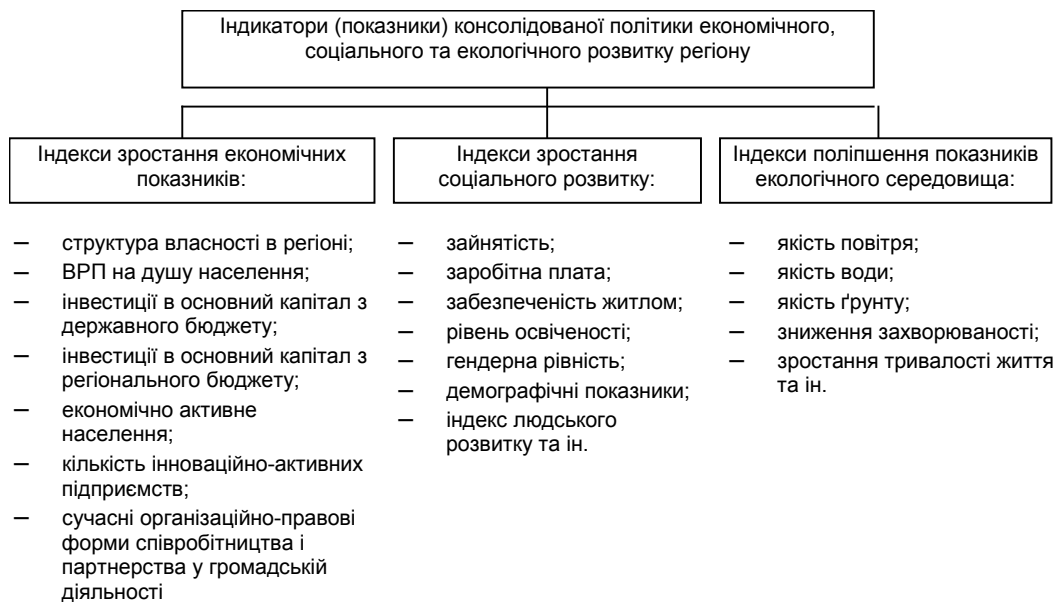 Індикатори (показники) консолідованої політики економічного,
соціального та екологічного розвитку регіону
Індекси зростання економічних
показників:
— структура власності в регіоні;
— ВРП на душу населення;
— інвестиції в основний капітал з
державного бюджету;
— інвестиції в основний капітал з
регіонального бюджету;
— економічно активне
населення;
— кількість інноваційно-активних
підприємств;
— сучасні організаційно-правові
форми співробітництва і
партнерства у громадській
діяльності
Індекси зростання
соціального розвитку:
— зайнятість;
— заробітна плата;
— забезпеченість житлом;
— рівень освіченості;
— гендерна рівність;
— демографічні показники;
— індекс людського
розвитку та ін.
Індекси поліпшення показників
екологічного середовища:
— якість повітря;
— якість води;
— якість ґрунту;
— зниження захворюваності;
— зростання тривалості життя
та ін.